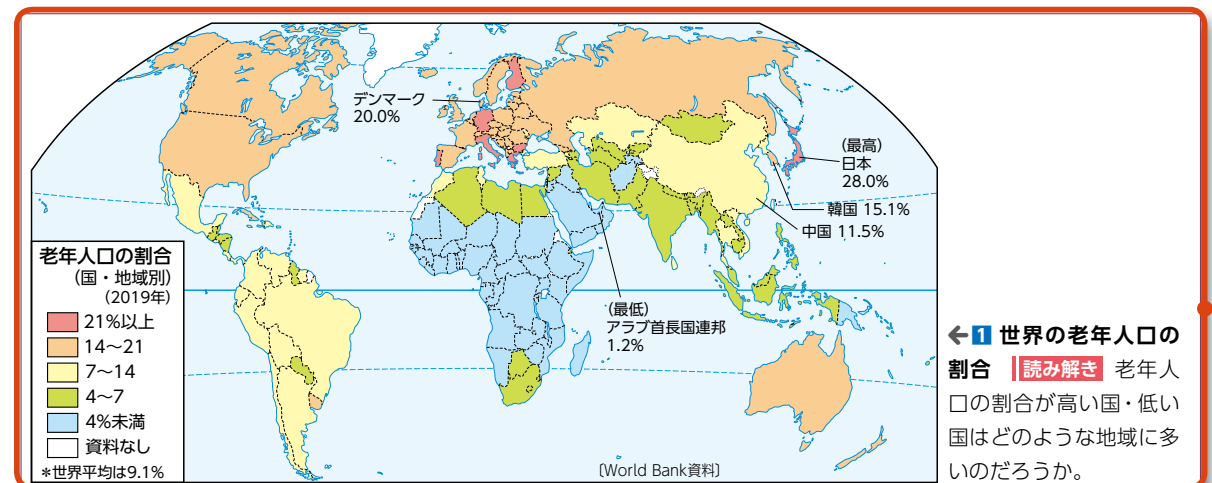 デンマーク
20.0%
(最高)
日本
28.0%
韓国 15.1%
中国 11.5%
(最低)
アラブ首長国連邦
1.2%
老年人口の割合
(国・地域別)
(2019年)
21%以上
14〜21
7〜14
4〜7
4%未満
資料なし
*世界平均は9.1%
〔World Bank資料〕
←1 世界の老年人口の
割合 読み解き 老年人
口の割合が高い国・低い
国はどのような地域に多
いのだろうか。